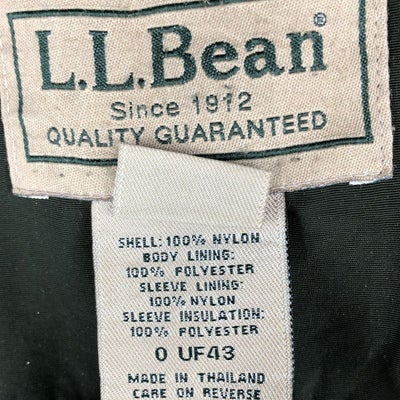 L.L.Bean®
Since 1912
QUALITY GUARANTEED
SHELL: 100% NYLON
BODY LINING:
100% POLYESTER
SLEEVE LINING:
100% NYLON
SLEEVE INSULATION:
100% POLYESTER
0 UF43
MADE IN THAILAND
CARE ON REVERSE